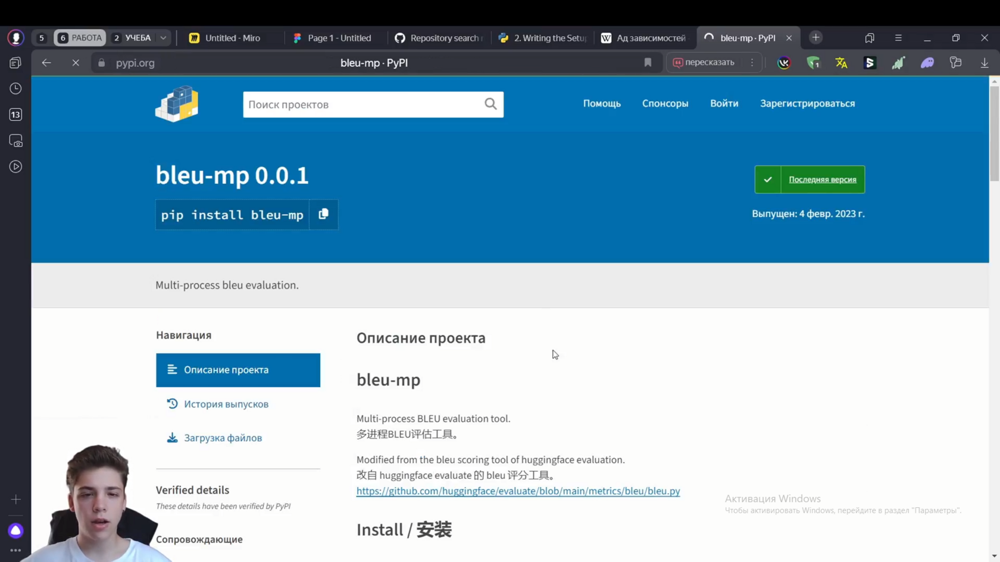 5
6 РАБОТА
2 УЧЕБА
Untitled - Miro
Page 1 - Untitled
Repository search r
2. Writing the Setu
Ад зависимостей
bleu-mp · PyPI
pypi.org
bleu-mp · PyPI
пересказать
1
13
Поиск проектов
Помощь
Спонсоры
Войти
Зарегистрироваться
bleu-mp 0.0.1
Последняя версия
pip install bleu-mp
Выпущен: 4 февр. 2023 г.
Multi-process bleu evaluation.
Навигация
Описание проекта
История выпусков
Загрузка файлов
Verified details
These details have been verified by PyPI
Сопровождающие
Описание проекта
bleu-mp
Multi-process BLEU evaluation tool.
多进程BLEU评估工具。
Modified from the bleu scoring tool of huggingface evaluation.
改自 huggingface evaluate 的 bleu 评分工具。
https://github.com/huggingface/evaluate/blob/main/metrics/bleu/bleu.py
Install / 安装
Активация Windows
Чтобы активировать Windows, перейдите в раздел "Параметры".